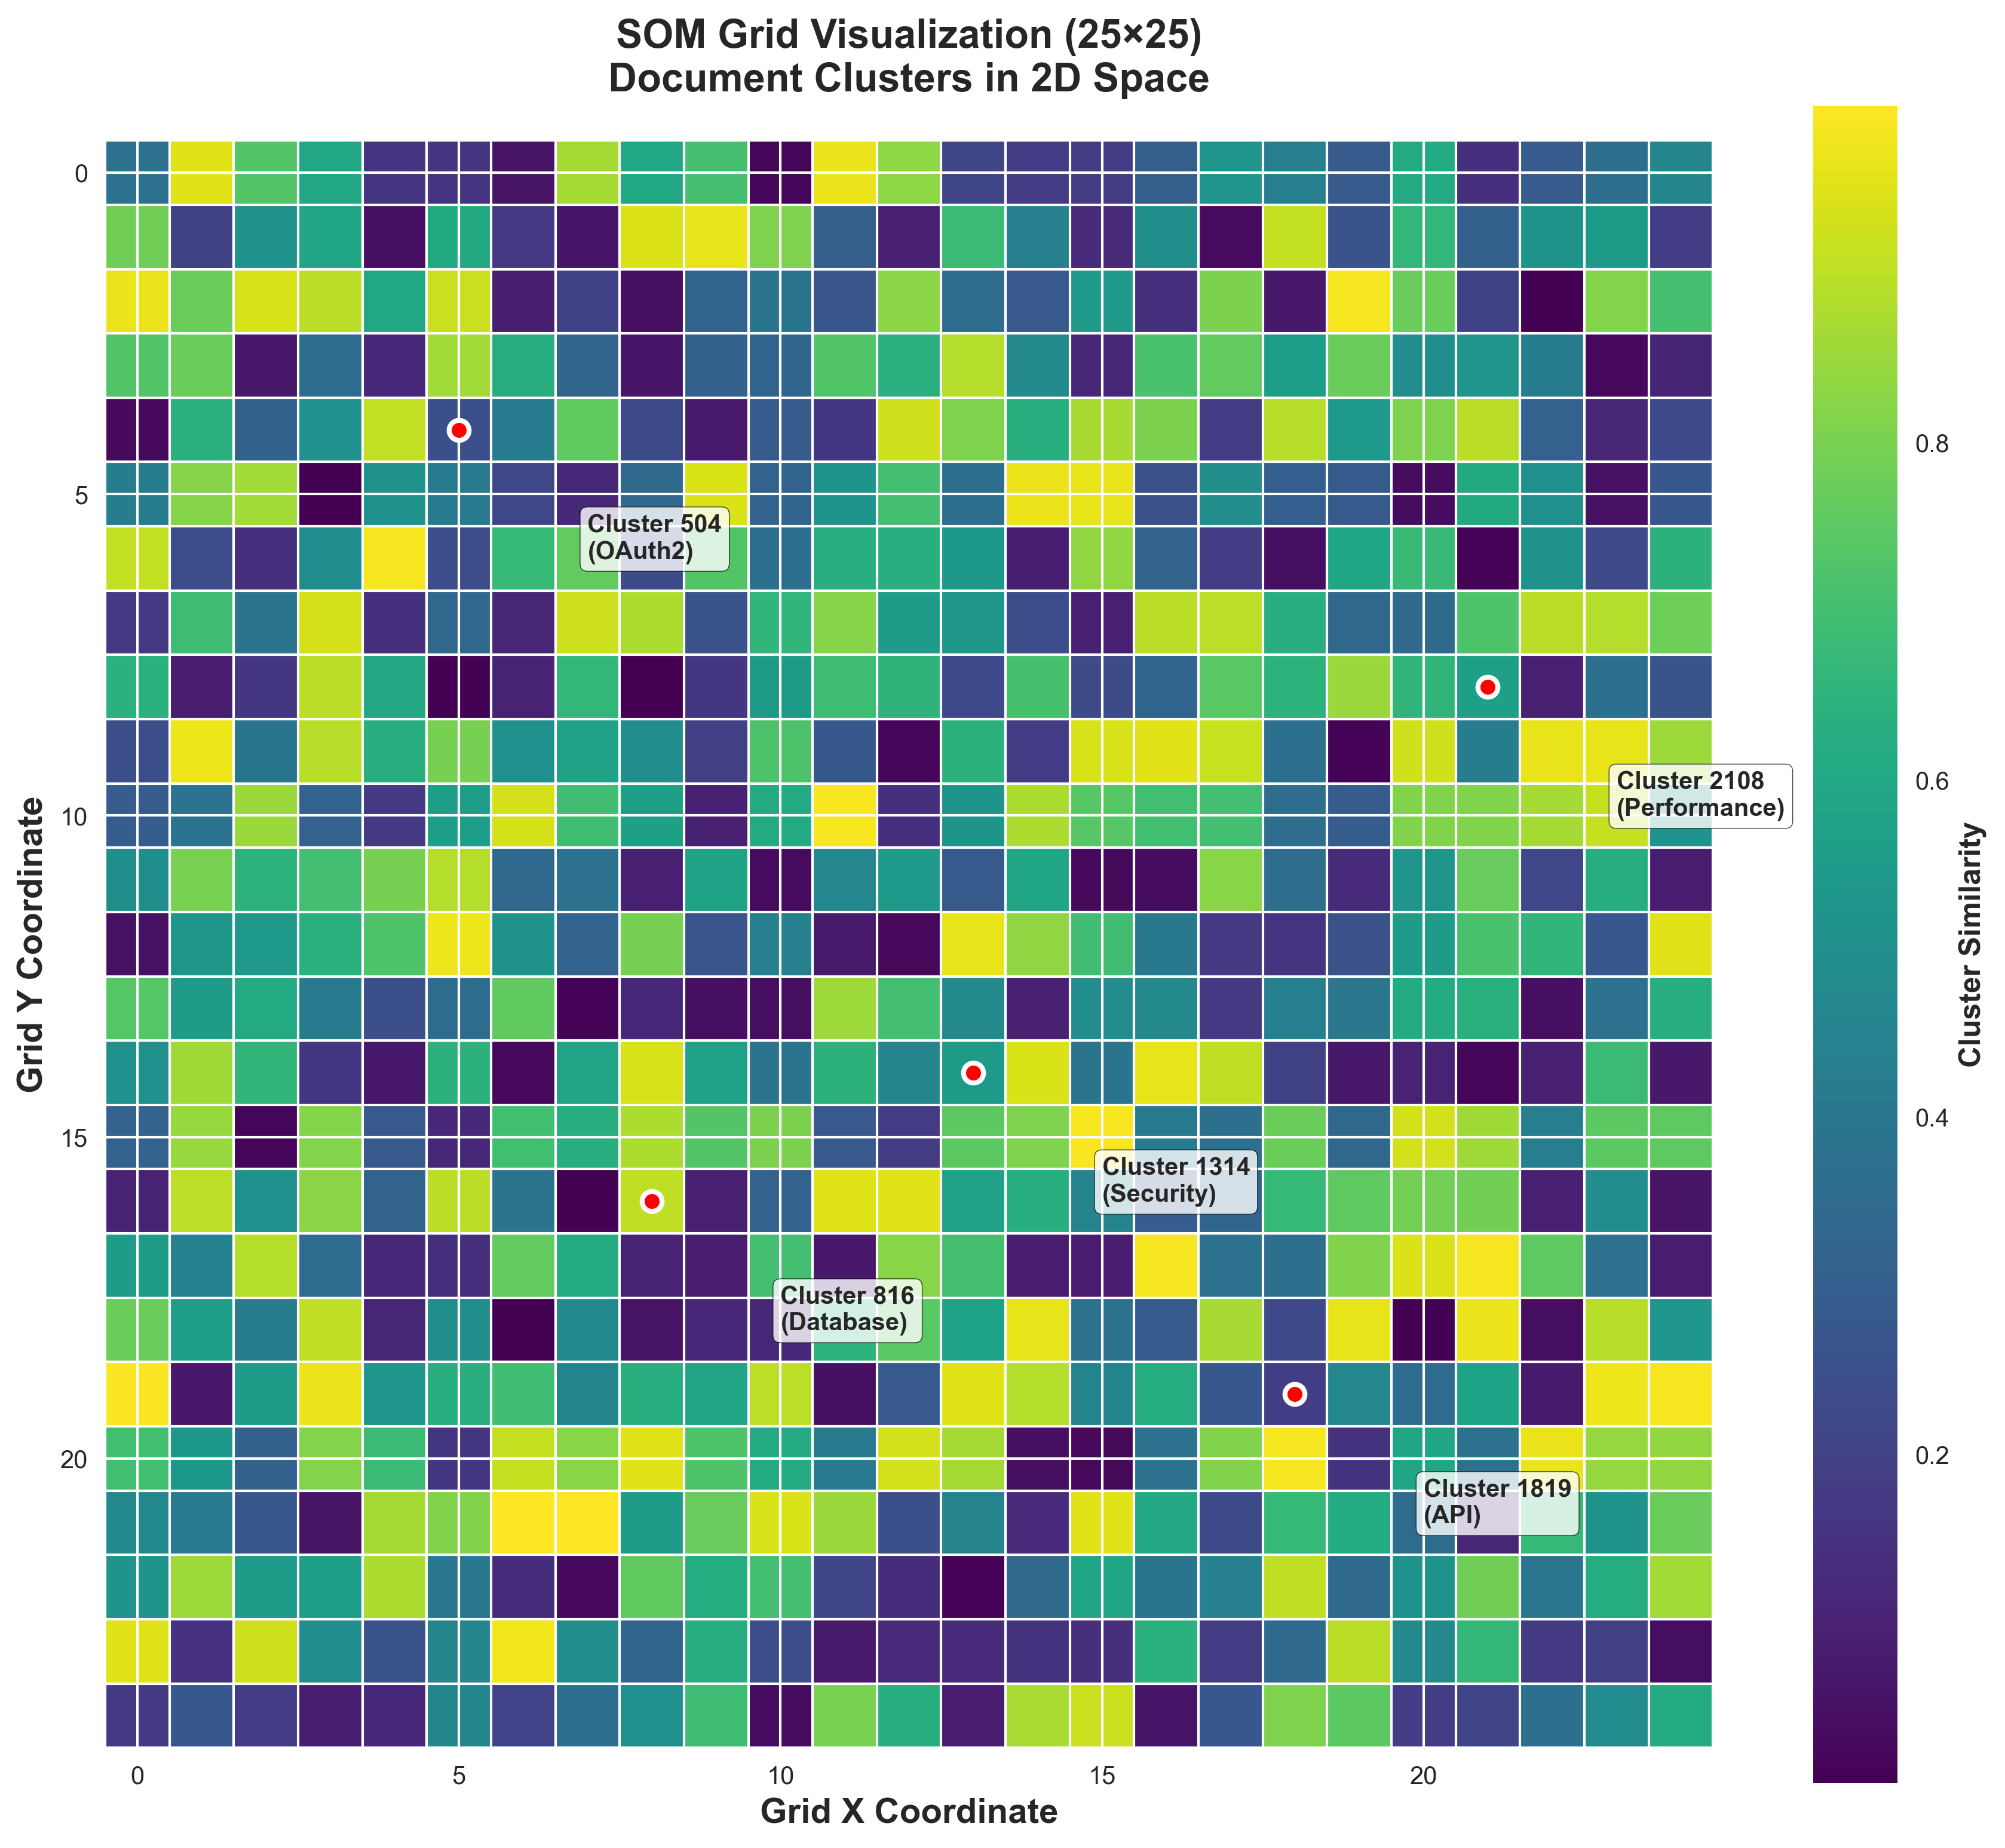 SOM Grid Visualization (25×25)
Document Clusters in 2D Space
Grid Y Coordinate
0
5
10
15
20
Cluster 504
(OAuth2)
Cluster 2108
(Performance)
Cluster 1314
(Security)
Cluster 816
(Database)
Cluster 1819
(API)
0
5
10
15
20
Grid X Coordinate
0.8
0.6
0.4
0.2
Cluster Similarity